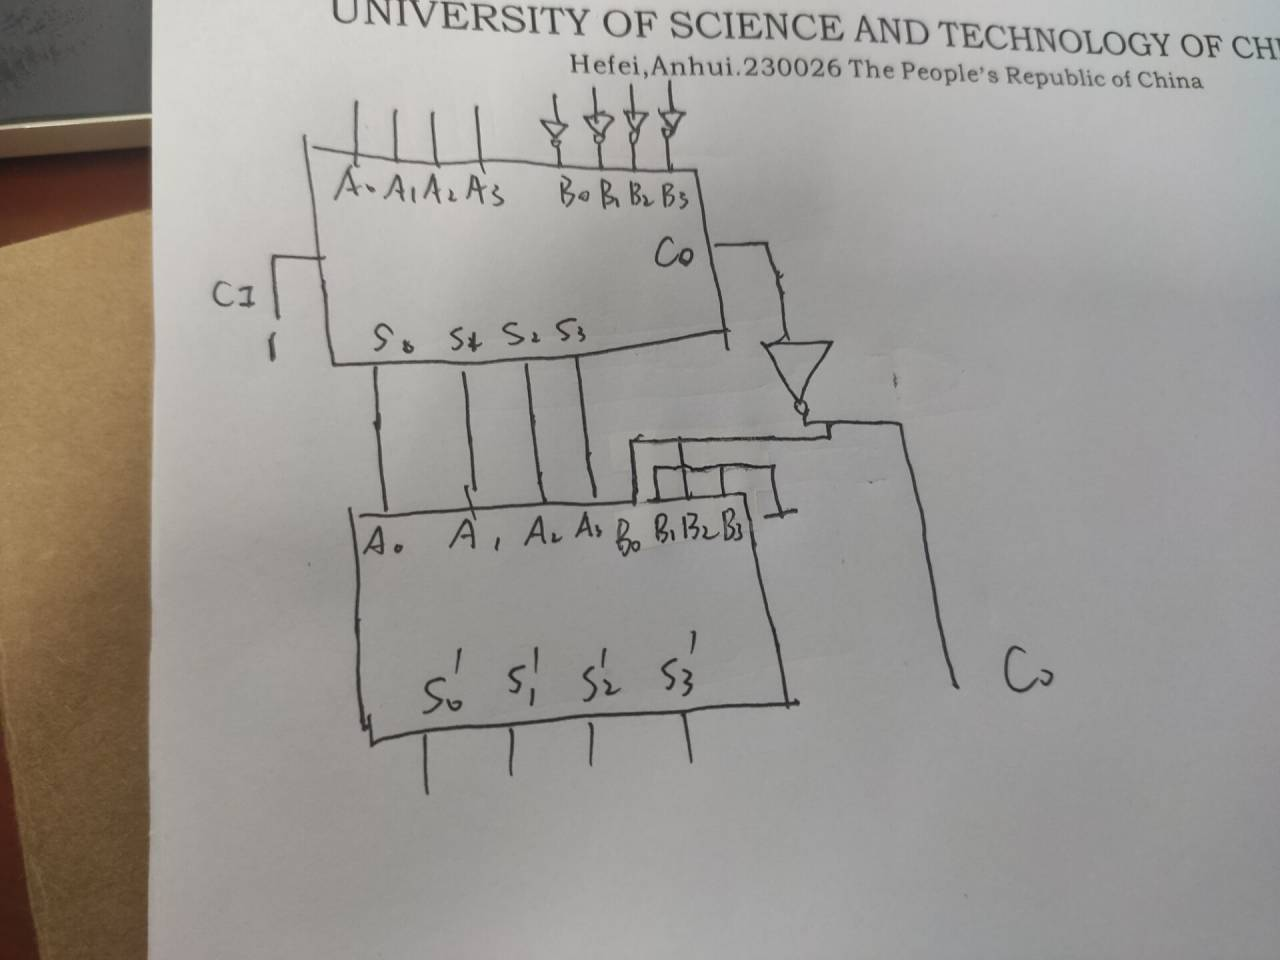 UNIVERSITY OF SCIENCE AND TECHNOLOGY OF CHI
Hefei,Anhui.230026 The People's Republic of China
A₀ A₁ A₂ A₃ B₀ B₁ B₂ B₃
C₀
CI
1
S₀ S₁ S₂ S₃
A₀ A₁ A₂ A₃ B₀ B₁ B₂ B₃
S₀' S₁' S₂' S₃'
C₀